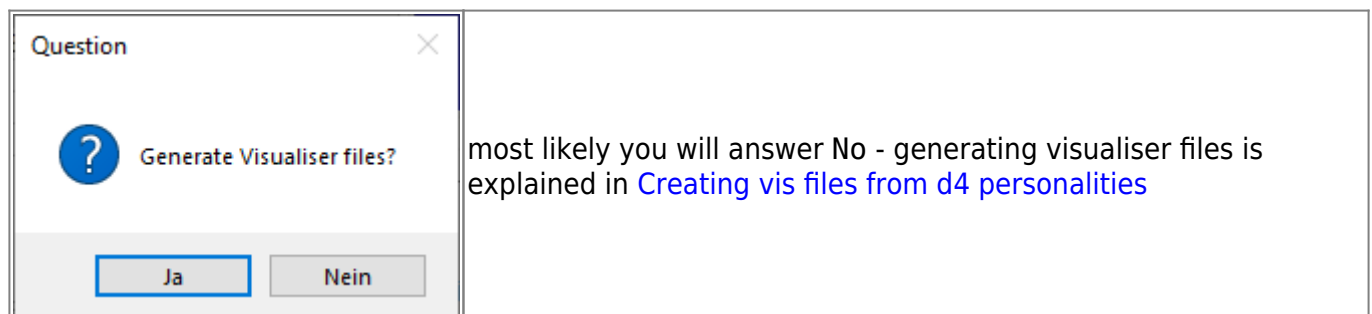 Question
?
Generate Visualiser files?
Ja
Nein
most likely you will answer No - generating visualiser files is
explained in Creating vis files from d4 personalities